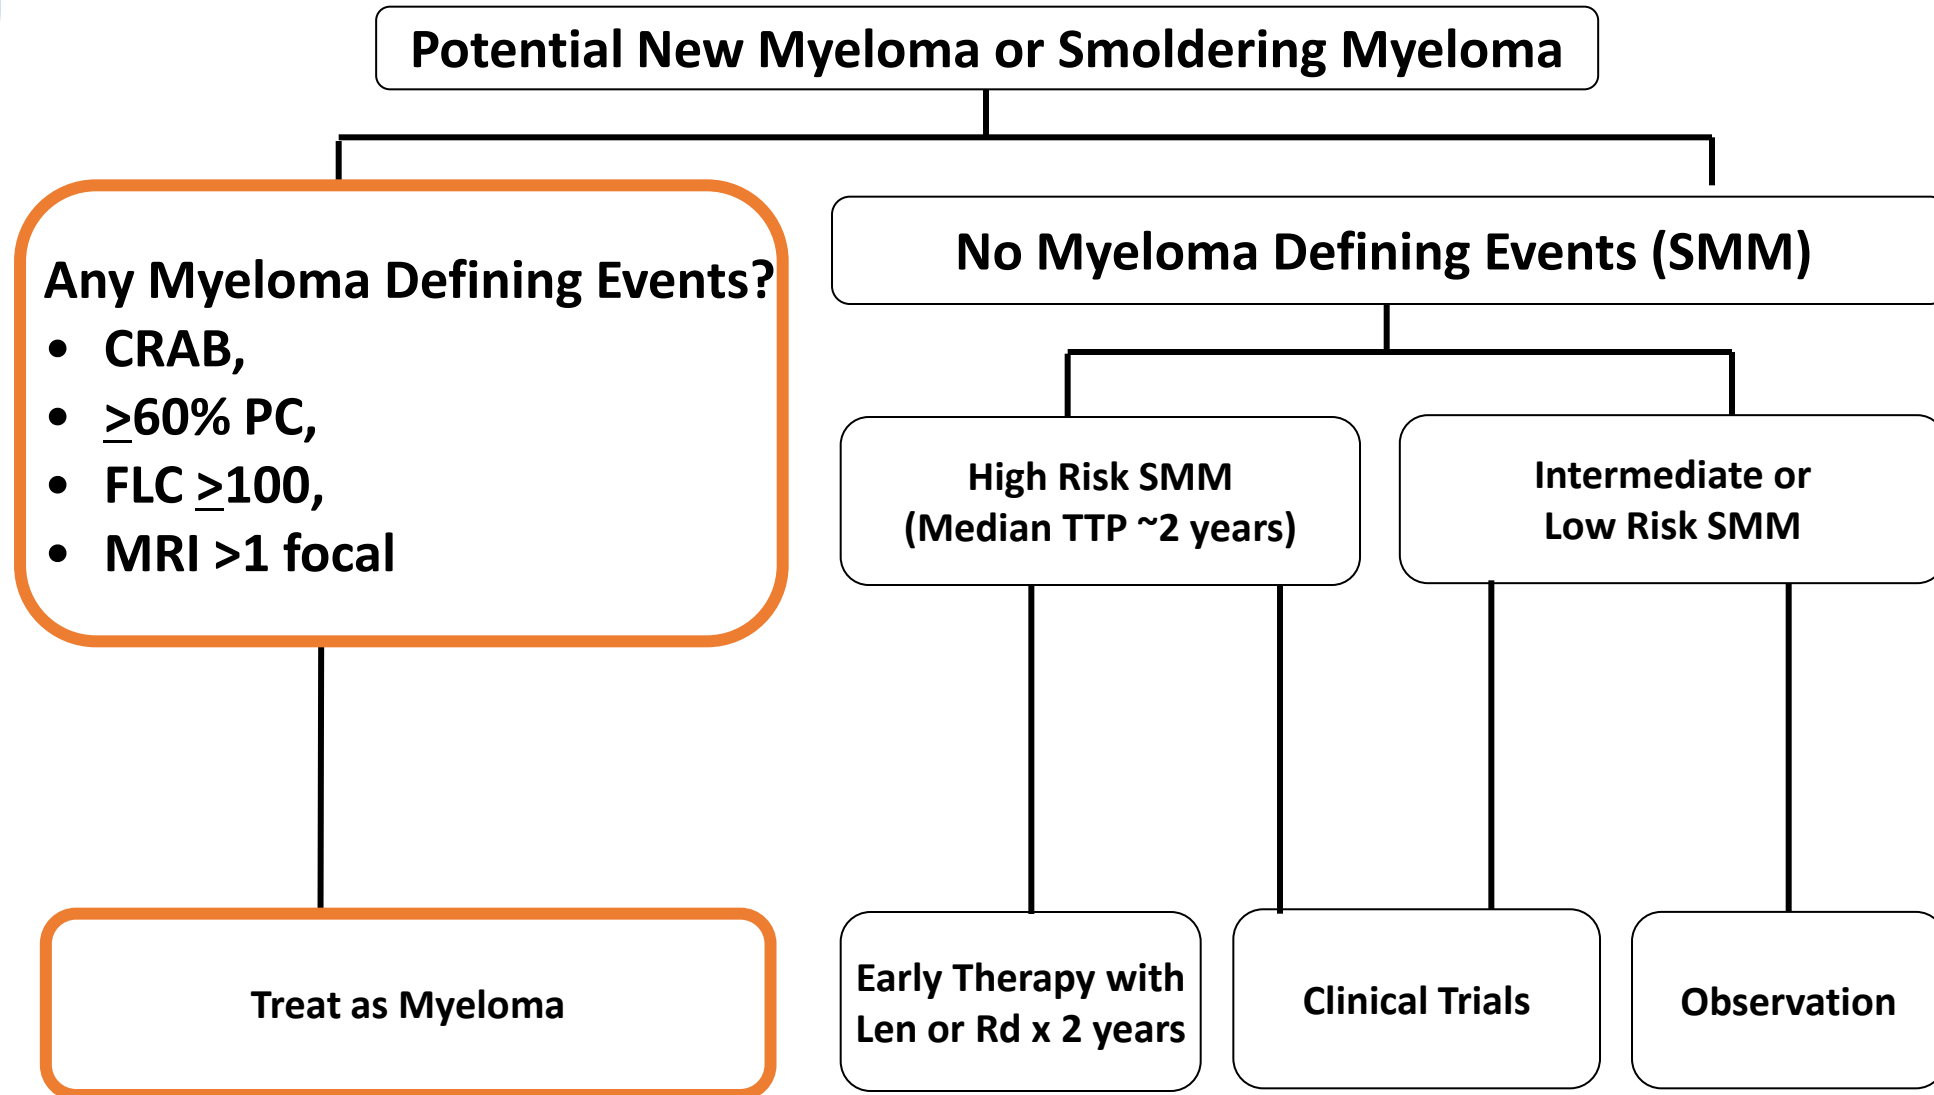 Potential New Myeloma or Smoldering Myeloma
Any Myeloma Defining Events?
• CRAB,
• ≥60% PC,
• FLC ≥100,
• MRI >1 focal
No Myeloma Defining Events (SMM)
High Risk SMM
(Median TTP ~2 years)
Intermediate or
Low Risk SMM
Treat as Myeloma
Early Therapy with
Len or Rd x 2 years
Clinical Trials
Observation